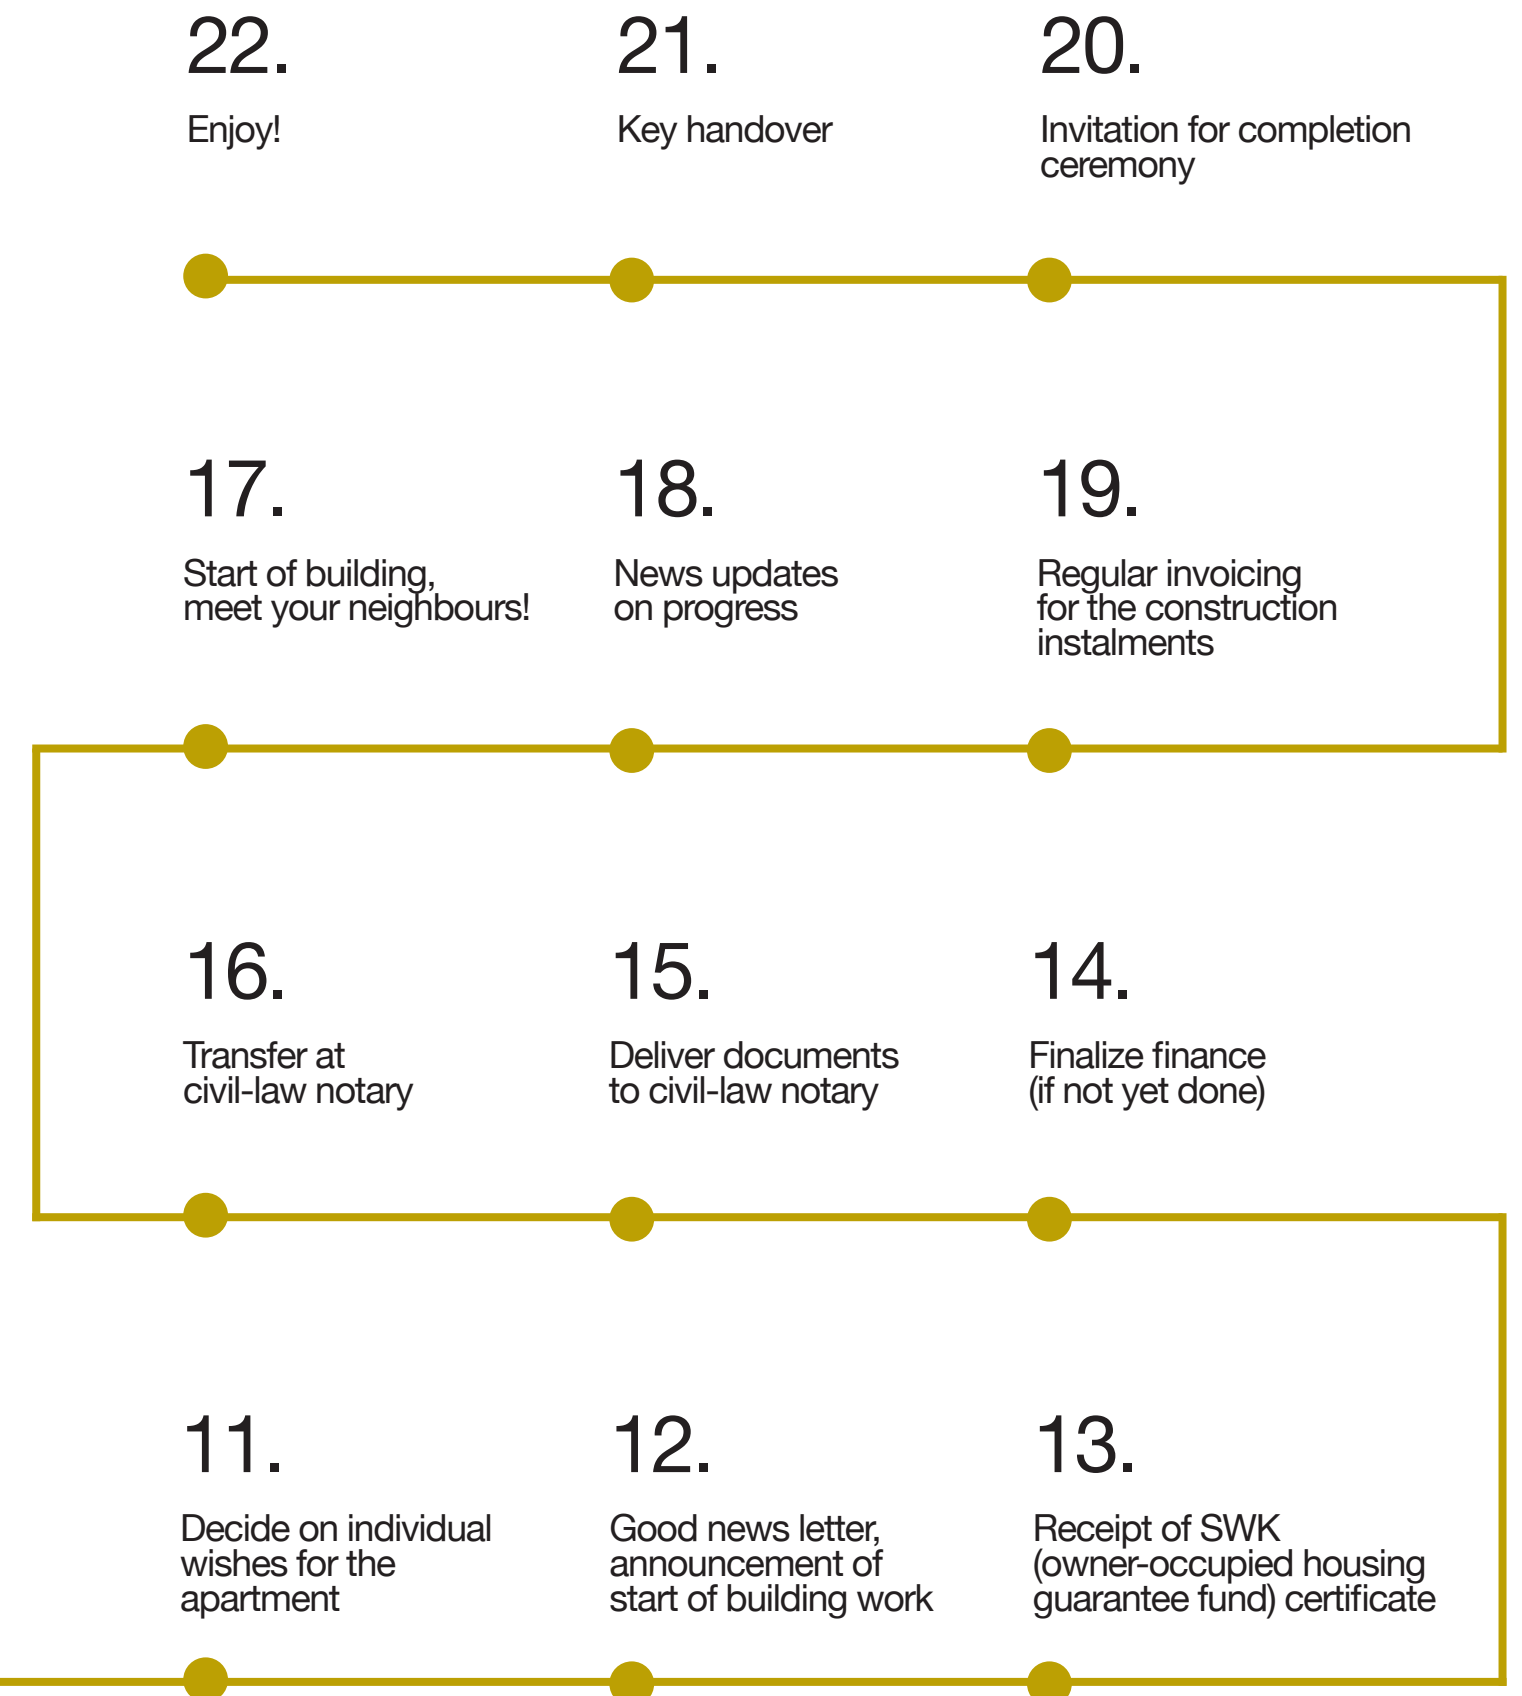 22.
Enjoy!
21.
Key handover
20.
Invitation for completion
ceremony
17.
Start of building,
meet your neighbours!
18.
News updates
on progress
19.
Regular invoicing
for the construction
instalments
16.
Transfer at
civil-law notary
15.
Deliver documents
to civil-law notary
14.
Finalize finance
(if not yet done)
11.
Decide on individual
wishes for the
apartment
12.
Good news letter,
announcement of
start of building work
13.
Receipt of SWK
(owner-occupied housing
guarantee fund) certificate